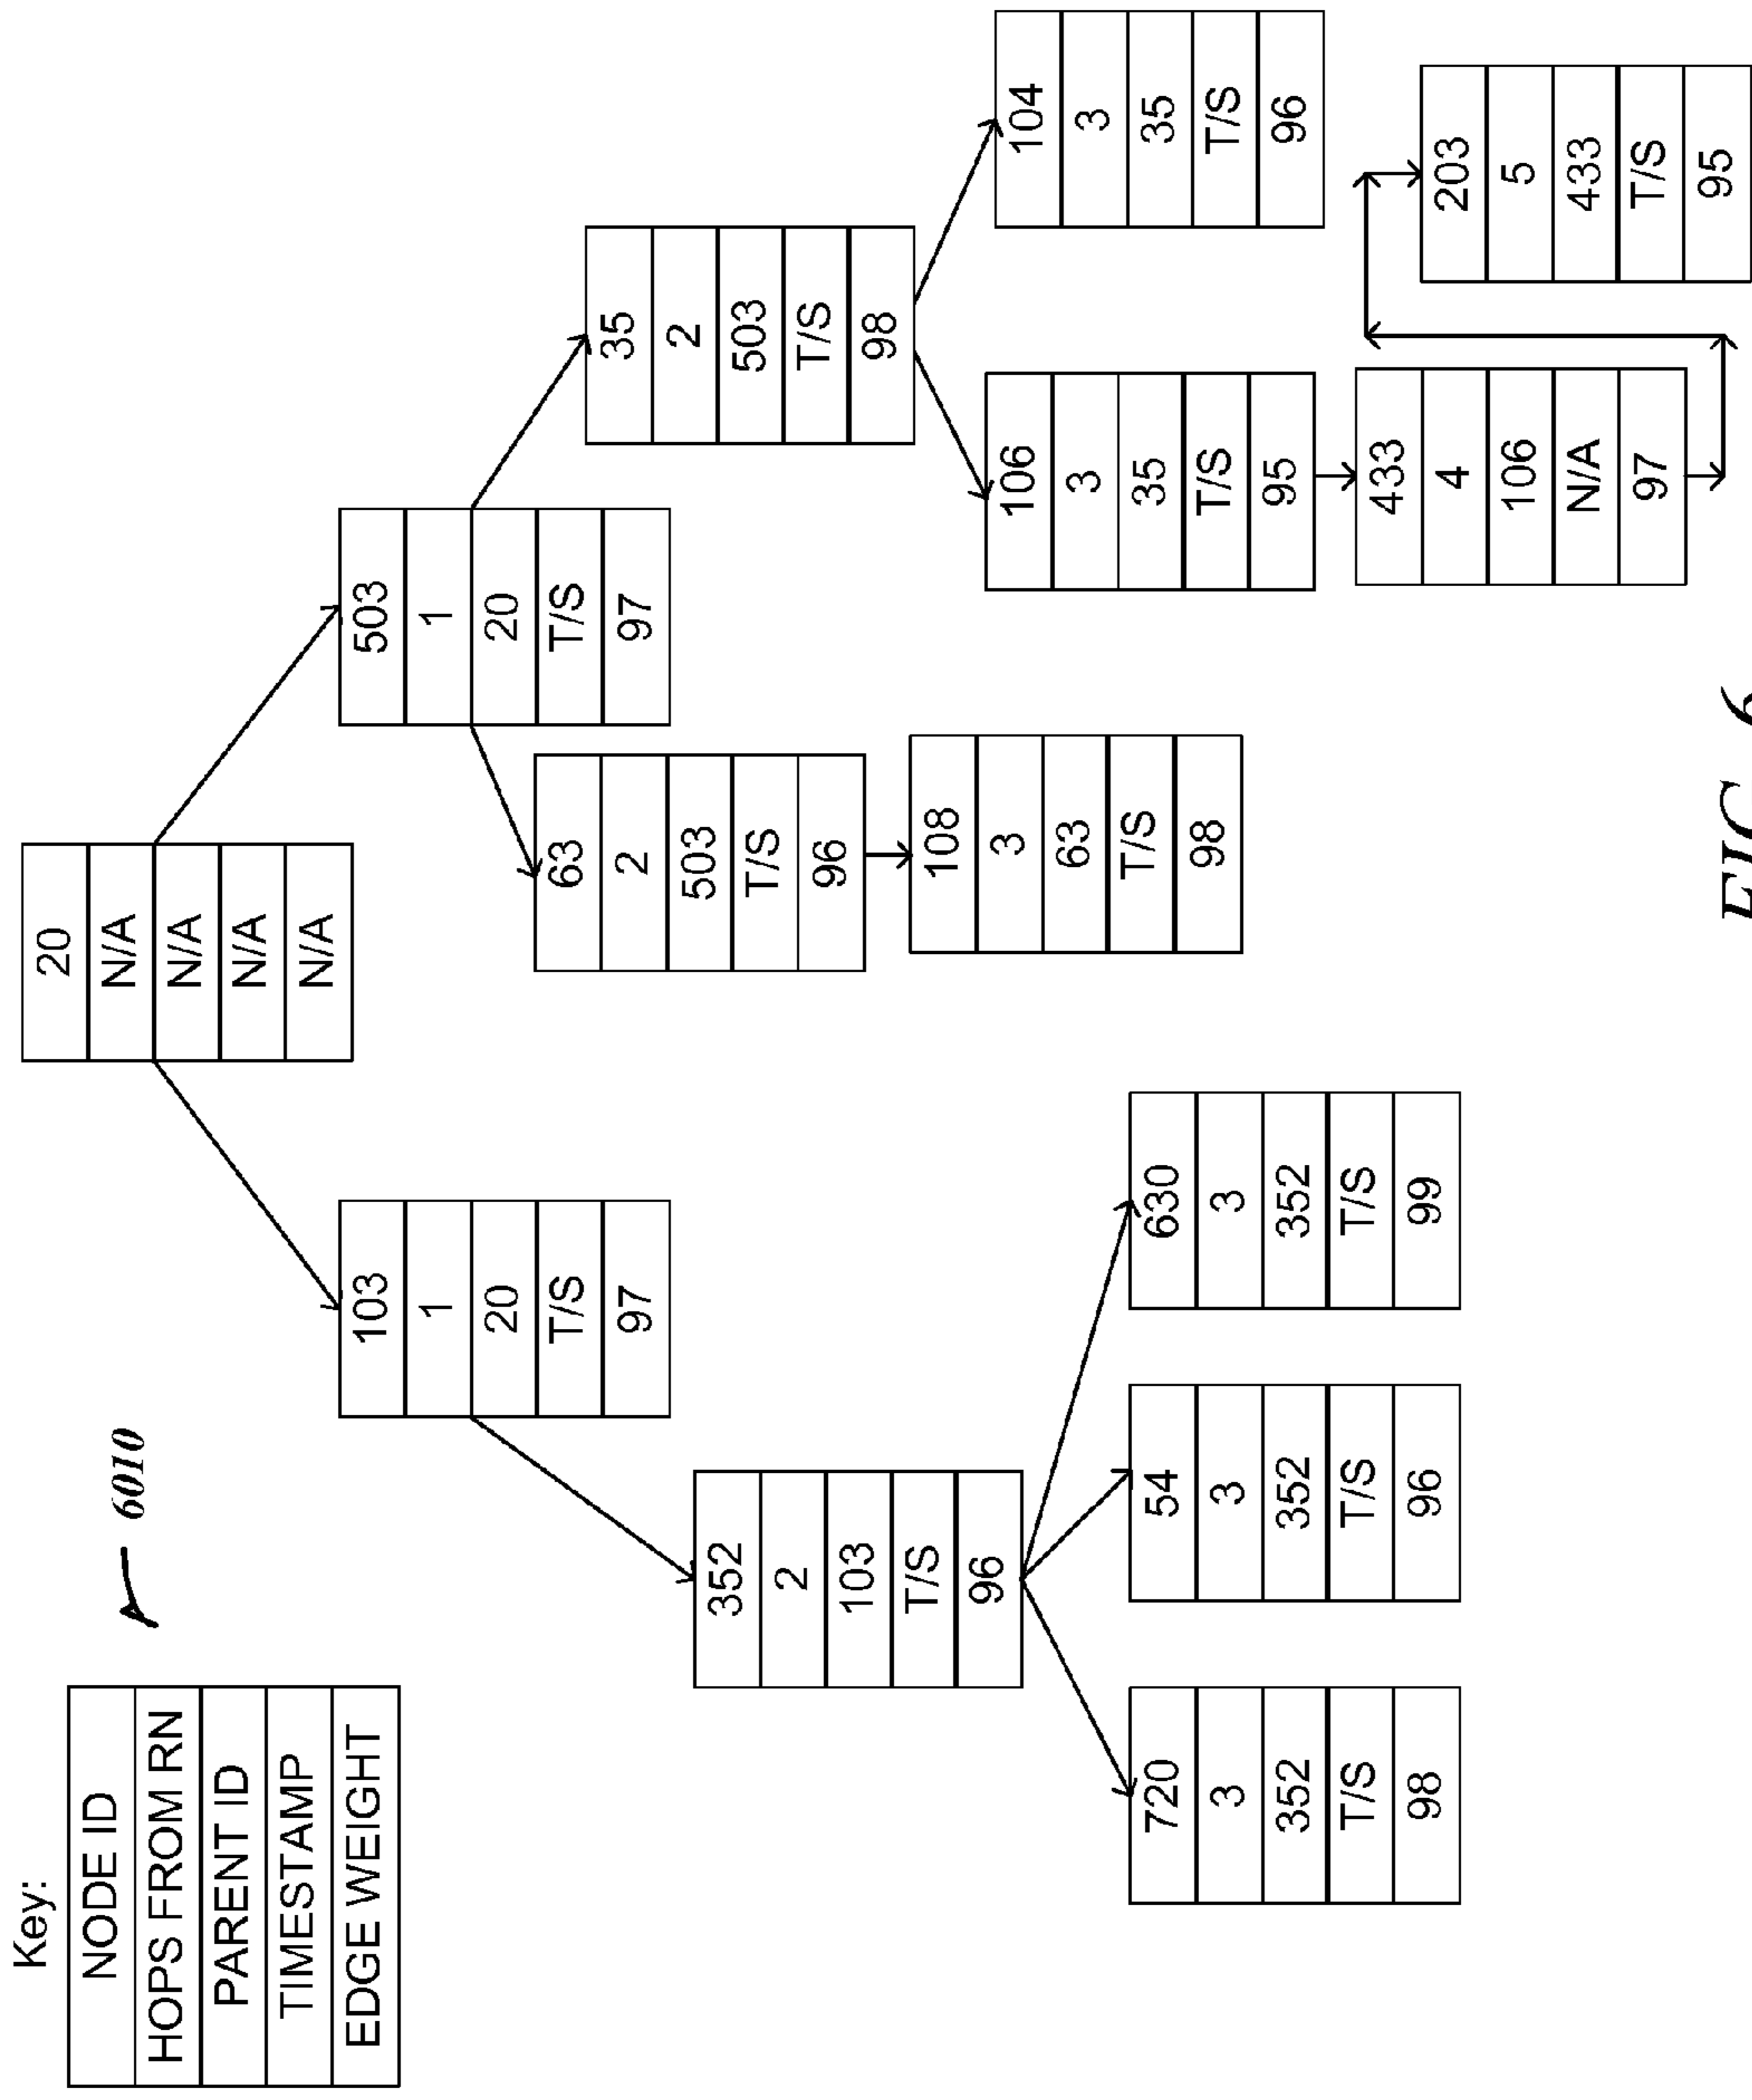 Key:
NODE ID
HOPS FROM RN
PARENT ID
TIMESTAMP
EDGE WEIGHT
6010
20
N/A
N/A
N/A
N/A
103
1
20
T/S
97
503
1
20
T/S
97
352
2
103
T/S
96
63
2
503
T/S
96
35
2
503
T/S
98
720
3
352
T/S
98
54
3
352
T/S
96
630
3
352
T/S
99
108
3
63
T/S
98
106
3
35
T/S
95
104
3
35
T/S
96
433
4
106
N/A
97
203
5
433
T/S
95
FIG. 6